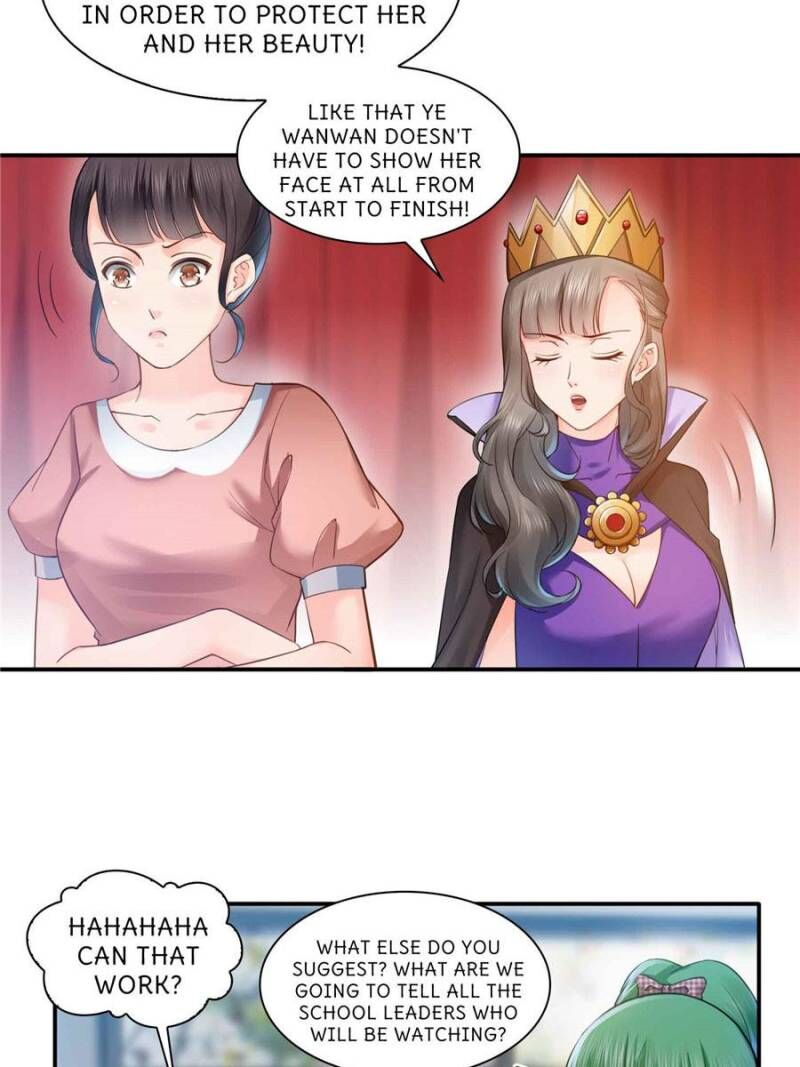 IN ORDER TO PROTECT HER
AND HER BEAUTY!
LIKE THAT YE
WANWAN DOESN'T
HAVE TO SHOW HER
FACE AT ALL FROM
START TO FINISH!
HAHAHAHA
CAN THAT
WORK?
WHAT ELSE DO YOU
SUGGEST? WHAT ARE WE
GOING TO TELL ALL THE
SCHOOL LEADERS WHO
WILL BE WATCHING?